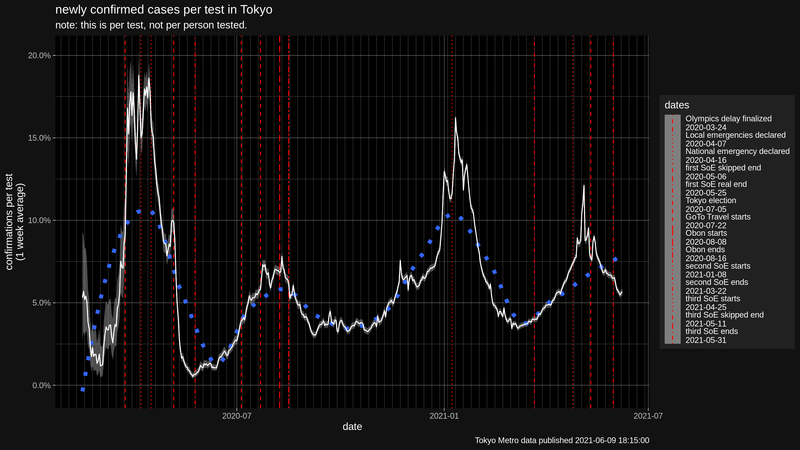 newly confirmed cases per test in Tokyo
note: this is per test, not per person tested.
20.0%
15.0%
10.0%
5.0%
0.0%
confirmations per test
(1 week average)
2020-07
2021-01
2021-07
date
dates
Olympics delay finalized
2020-03-24
Local emergencies declared
2020-04-07
National emergency declared
2020-04-16
first SoE skipped end
2020-05-06
first SoE real end
2020-05-25
Tokyo election
2020-07-05
GoTo Travel starts
2020-07-22
Obon starts
2020-08-08
Obon ends
2020-08-16
second SoE starts
2021-01-08
second SoE ends
2021-03-22
third SoE starts
2021-04-25
third SoE skipped end
2021-05-11
third SoE ends
2021-05-31
Tokyo Metro data published 2021-06-09 18:15:00